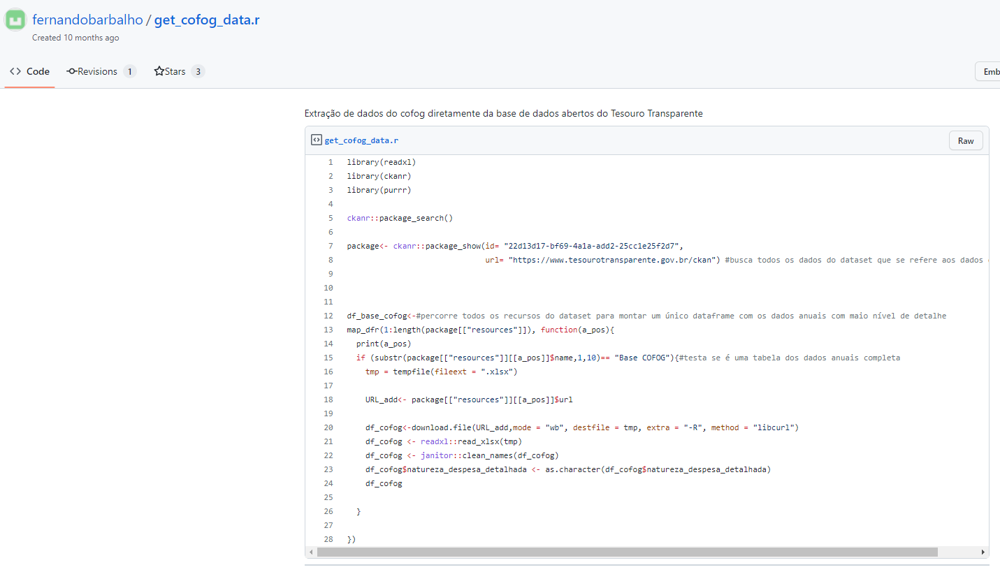 fernandobarbalho / get_cofog_data.r
Created 10 months ago
<> Code Revisions 1 Stars 3
Emb
Extração de dados do cofog diretamente da base de dados abertos do Tesouro Transparente
get_cofog_data.r Raw
1 library(readxl)
2 library(ckanr)
3 library(purrr)
4
5 ckanr::package_search()
6
7 package<- ckanr::package_show(id= "22d13d17-bf69-4a1a-add2-25cc1e25f2d7",
8 url= "https://www.tesourotransparente.gov.br/ckan") #busca todos os dados do dataset que se refere aos dados
9
10
11
12 df_base_cofog<-#percorre todos os recursos do dataset para montar um único dataframe com os dados anuais com maio nível de detalhe
13 map_dfr(1:length(package[["resources"]]), function(a_pos){
14 print(a_pos)
15 if (substr(package[["resources"]][[a_pos]]$name,1,10)== "Base COFOG"){#testa se é uma tabela dos dados anuais completa
16 tmp = tempfile(fileext = ".xlsx")
17
18 URL_add<- package[["resources"]][[a_pos]]$url
19
20 df_cofog<-download.file(URL_add,mode = "wb", destfile = tmp, extra = "-R", method = "libcurl")
21 df_cofog <- readxl::read_xlsx(tmp)
22 df_cofog <- janitor::clean_names(df_cofog)
23 df_cofog$natureza_despesa_detalhada <- as.character(df_cofog$natureza_despesa_detalhada)
24 df_cofog
25
26 }
27
28 })